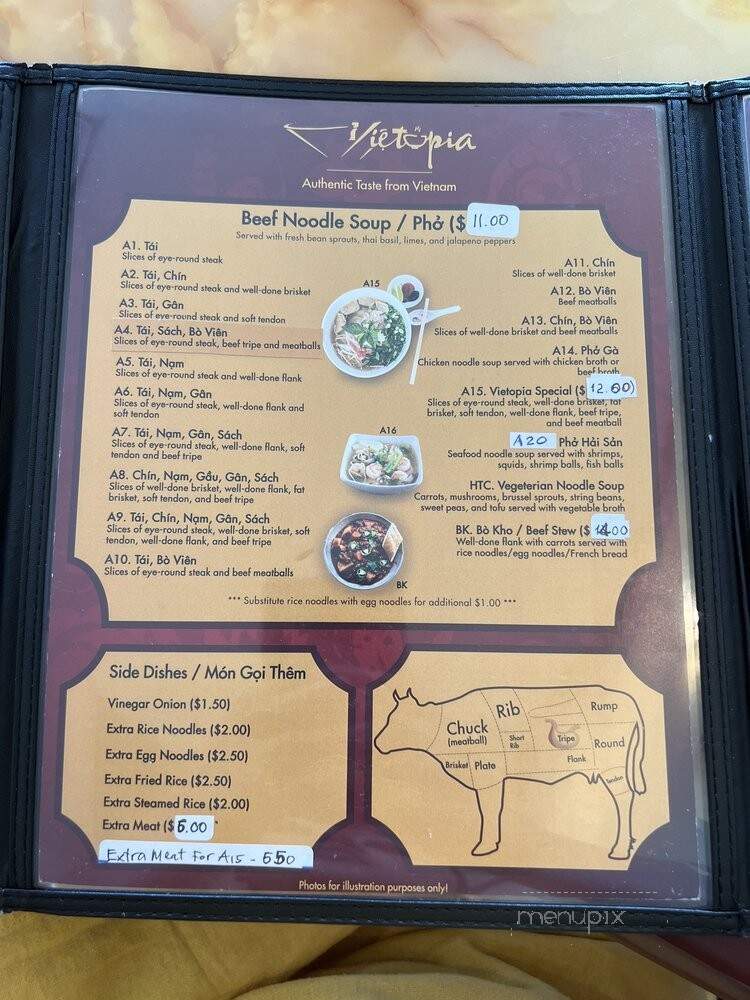 Vietopia
Authentic Taste from Vietnam
Beef Noodle Soup / Phở ($ 11.00
Served with fresh bean sprouts, thai basil, limes, and jalapeno peppers
A1. Tái
Slices of eye-round steak
A2. Tái, Chín
Slices of eye-round steak and well-done brisket
A3. Tái, Gân
Slices of eye-round steak and soft tendon
A4. Tái, Sách, Bò Viên
Slices of eye-round steak, beef tripe and meatballs
A5. Tái, Nạm
Slices of eye-round steak and well-done flank
A6. Tái, Nạm, Gân
Slices of eye-round steak, well-done flank and
soft tendon
A7. Tái, Nạm, Gân, Sách
Slices of eye-round steak, well-done flank, soft
tendon and beef tripe
A8. Chín, Nạm, Gầu, Gân, Sách
Slices of well-done brisket, well-done flank, fat
brisket, soft tendon, and beef tripe
A9. Tái, Chín, Nạm, Gân, Sách
Slices of eye-round steak, well-done brisket, soft
tendon, well-done flank, and beef tripe
A10. Tái, Bò Viên
Slices of eye-round steak and beef meatballs
A15
A16
BK
A11. Chín
Slices of well-done brisket
A12. Bò Viên
Beef meatballs
A13. Chín, Bò Viên
Slices of well-done brisket and beef meatballs
A14. Phở Gà
Chicken noodle soup served with chicken broth or
beef broth
A15. Vietopia Special ($ 12.00)
Slices of eye-round steak, well-done brisket, fat
brisket, soft tendon, well-done flank, beef tripe,
and beef meatball
A20 Phở Hải Sản
Seafood noodle soup served with shrimps,
squids, shrimp balls, fish balls
HTC. Vegeterian Noodle Soup
Carrots, mushrooms, brussel sprouts, string beans,
sweet peas, and tofu served with vegetable broth
BK. Bò Kho / Beef Stew ($
Well-done flank with carrots served with
rice noodles/egg noodles/French bread
*** Substitute rice noodles with egg noodles for additional $1.00 ***
Side Dishes / Món Gọi Thêm
Vinegar Onion ($1.50)
Extra Rice Noodles ($2.00)
Extra Egg Noodles ($2.50)
Extra Fried Rice ($2.50)
Extra Steamed Rice ($2.00)
Extra Meat ($
Extra Meat For A15 -
Chuck
(meatball)
Rib
Short
Rib
Tripe
Rump
Round
Brisket
Plate
Flank
Tendon
Photos for illustration purposes only!
menupix